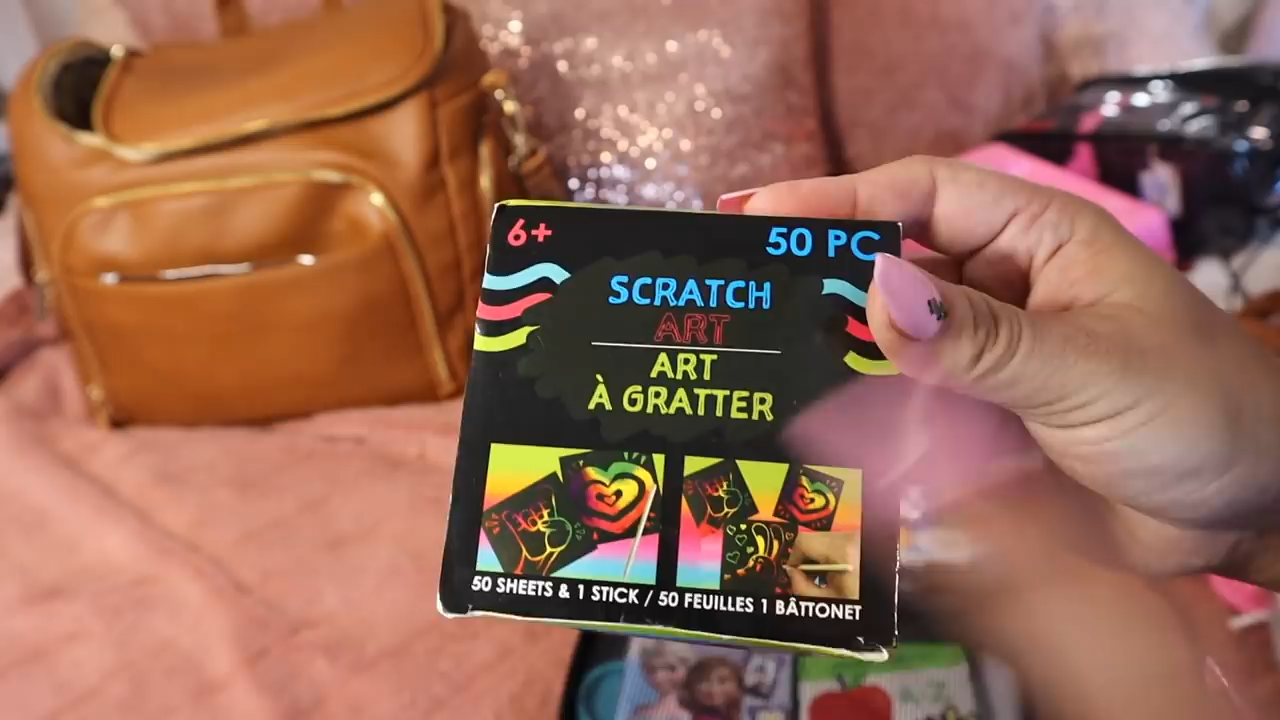 6+
50 PC
SCRATCH
ART
ART
À GRATTER
50 SHEETS & 1 STICK / 50 FEUILLES 1 BÂTTONET